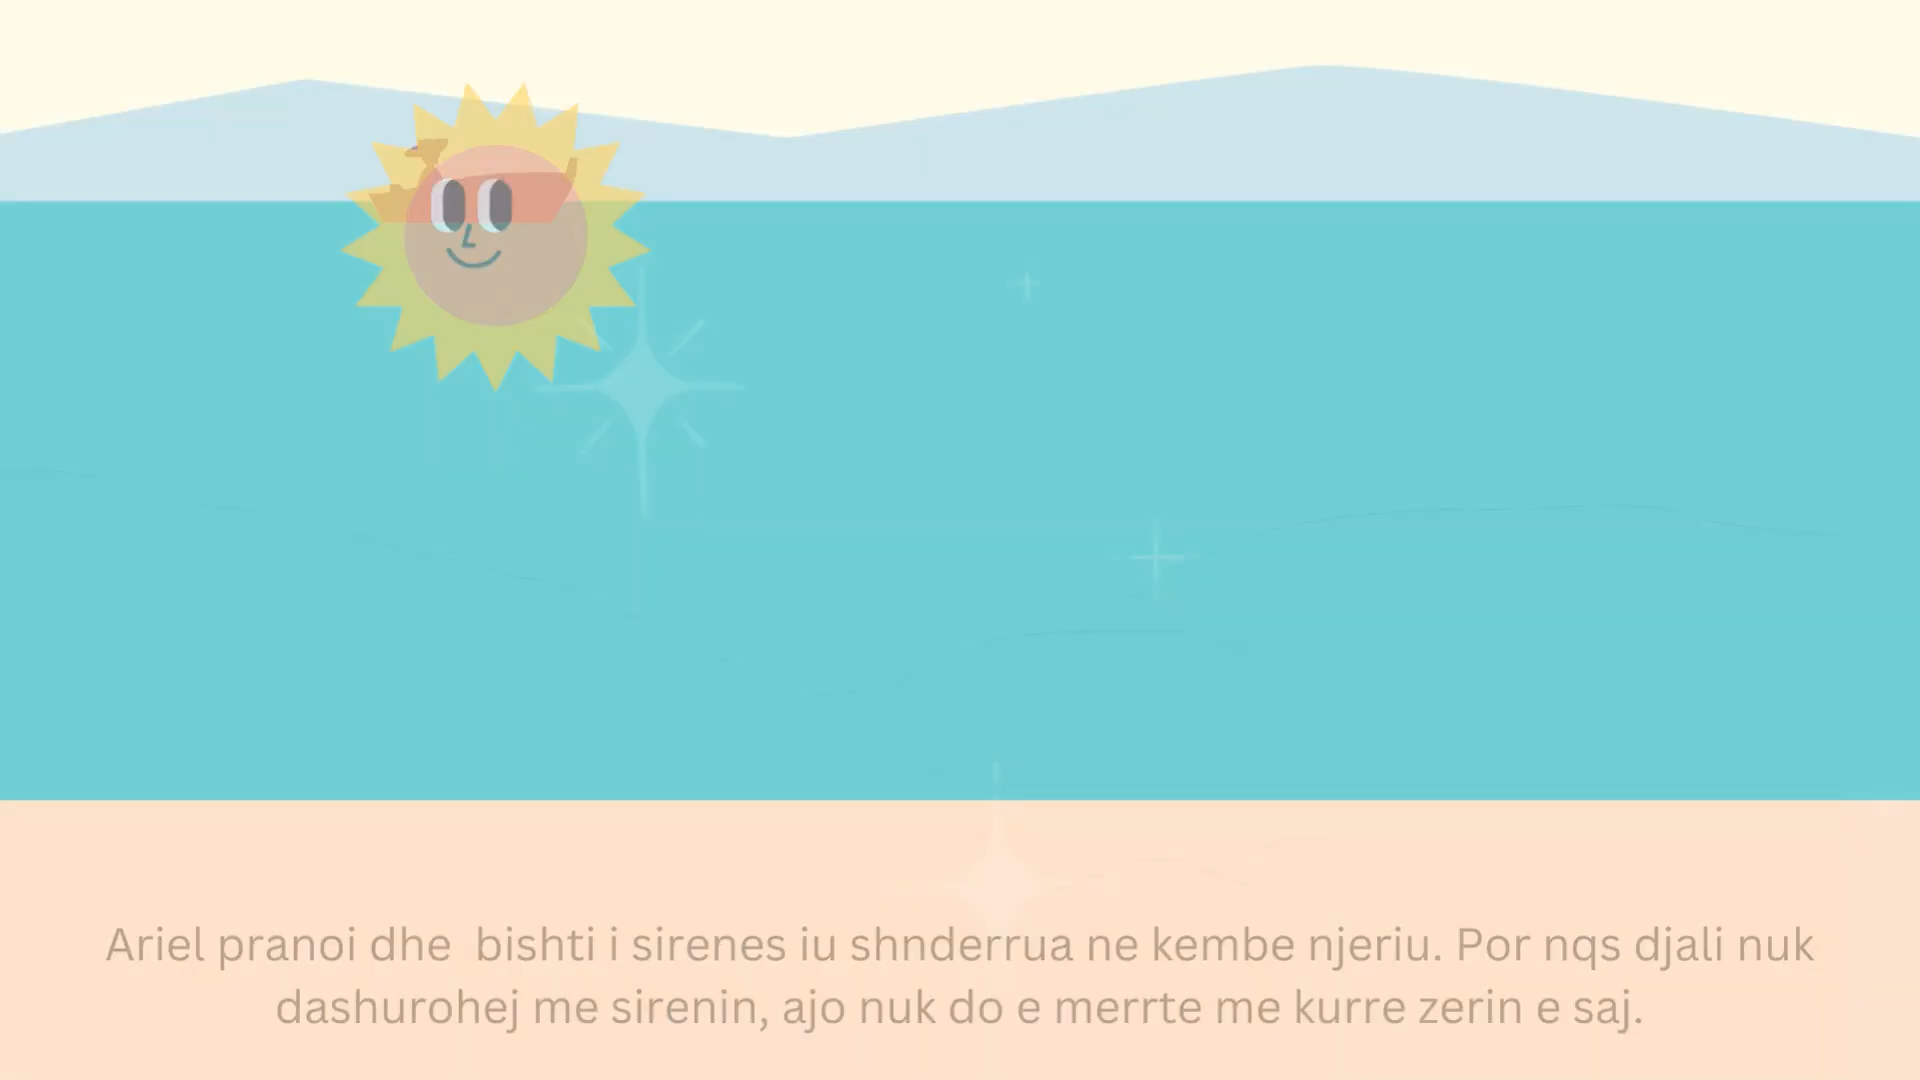 Ariel pranoi dhe  bishti i sirenes iu shnderrua ne kembe njeriu. Por nqs djali nuk
dashurohej me sirenin, ajo nuk do e merrte me kurre zerin e saj.